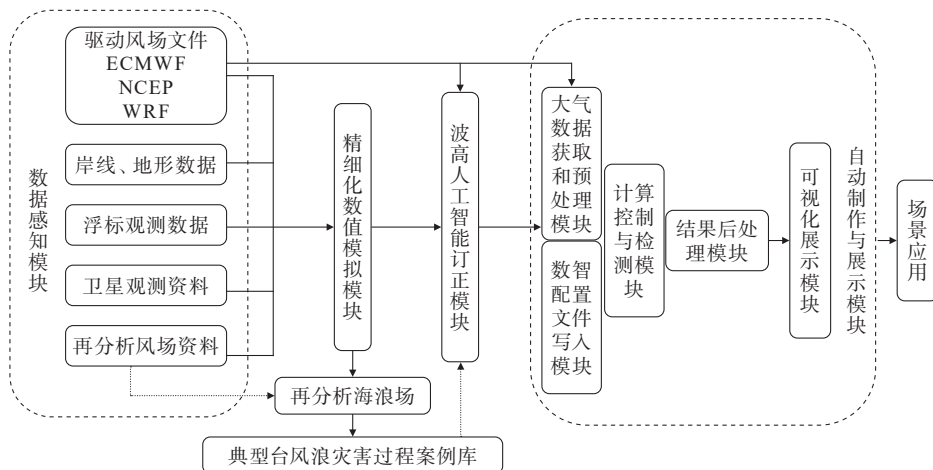 数据感知模块
驱动风场文件
ECMWF
NCEP
WRF
岸线、地形数据
浮标观测数据
卫星观测资料
再分析风场资料
精细化数值模拟模块
再分析海浪场
典型台风浪灾害过程案例库
波高人工智能订正模块
大气
数据
获取
和预
处理
模块
数智
配置
文件
写入
模块
计算
控制
与检
测模
块
结果后处
理模块
可视化展示模块
自动制作与展示模块
场景应用